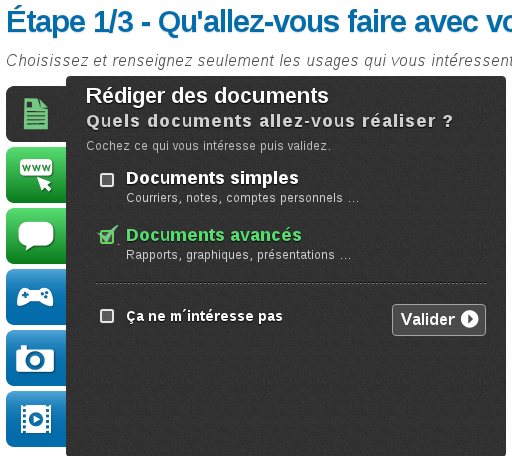 Étape 1/3 - Qu'allez-vous faire avec
Choisissez et renseignez seulement les usages qui vous intéressent
Rédiger des documents
Quels documents allez-vous réaliser ?
Cochez ce qui vous intéresse puis validez.
www
Documents simples
Courriers, notes, comptes personnels ...
Documents avancés
Rapports, graphiques, présentations ...
Ça ne m´intéresse pas
Valider